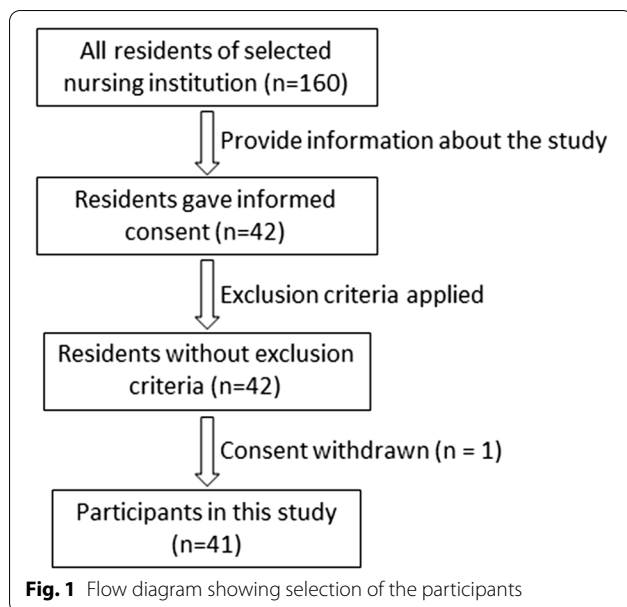 All residents of selected
nursing institution (n=160)
Provide information about the study
Residents gave informed
consent (n=42)
Exclusion criteria applied
Residents without exclusion
criteria (n=42)
Consent withdrawn (n = 1)
Participants in this study
(n=41)
Fig. 1 Flow diagram showing selection of the participants